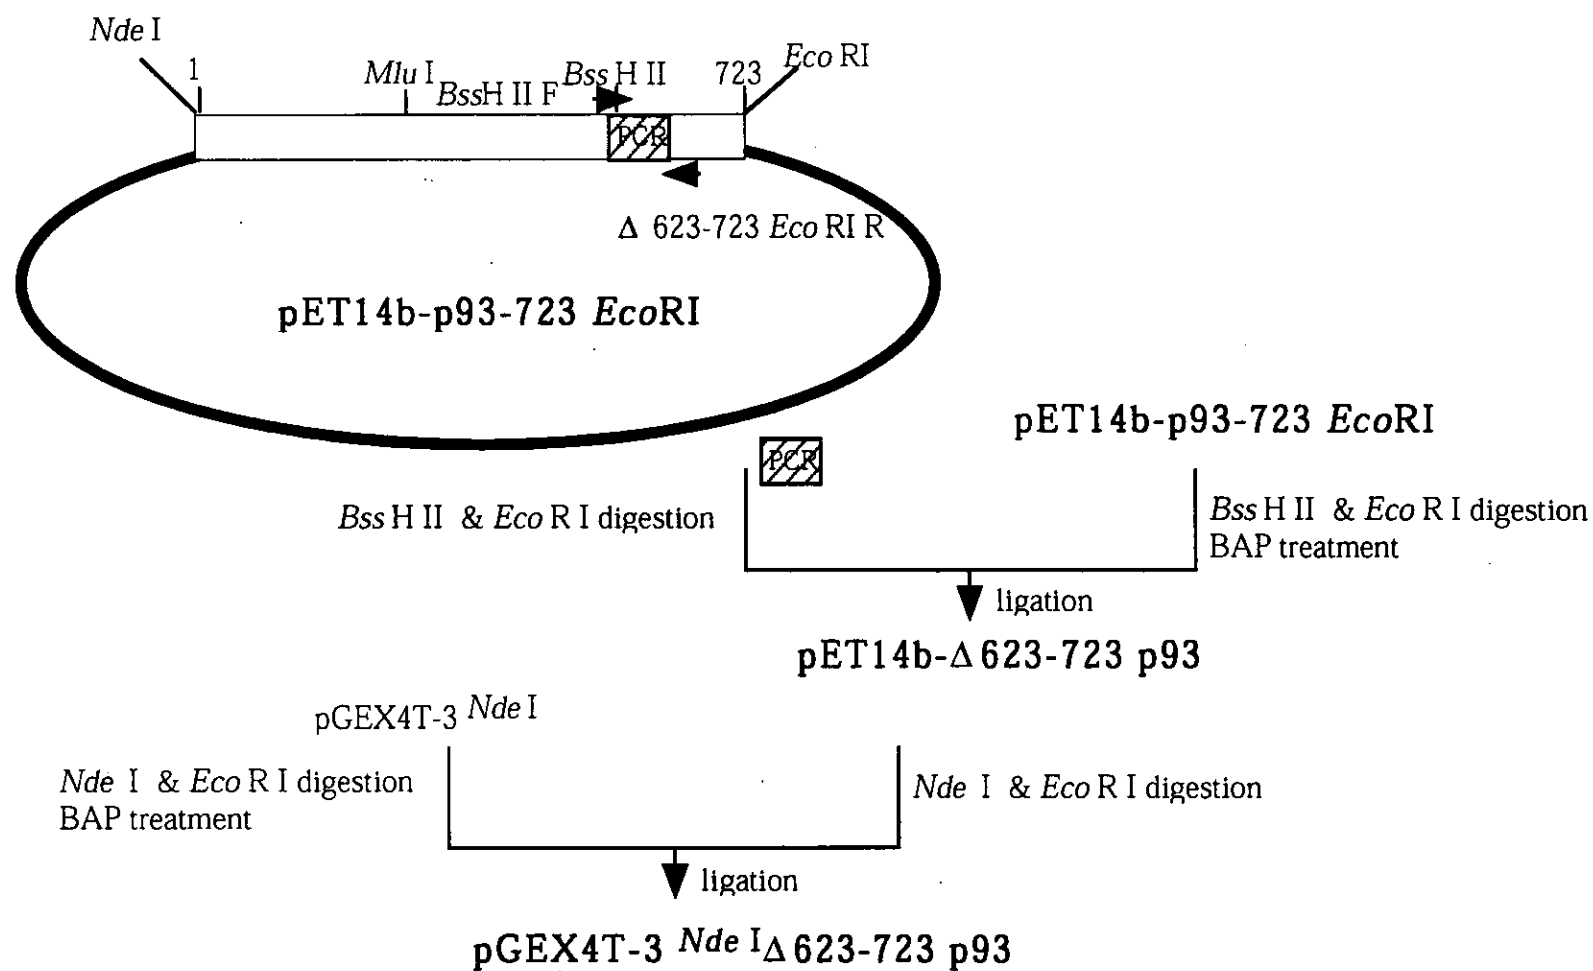 Nde I
1
Mlu I
BssH II F
Bss H II
723
Eco RI
PCR
Δ 623-723 Eco RI R
pET14b-p93-723 EcoRI
pET14b-p93-723 EcoRI
PCR
Bss H II & Eco R I digestion
Bss H II & Eco R I digestion
BAP treatment
ligation
pET14b-Δ623-723 p93
pGEX4T-3 Nde I
Nde I & Eco R I digestion
BAP treatment
Nde I & Eco R I digestion
ligation
pGEX4T-3 Nde I Δ623-723 p93